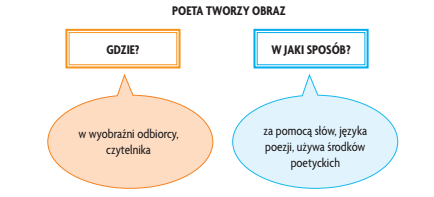 POETA TWORZY OBRAZ
GDZIE?
W JAKI SPOSÓB?
w wyobraźni odbiorcy,
czytelnika
za pomocą słów, języka
poezji, używa środków
poetyckich